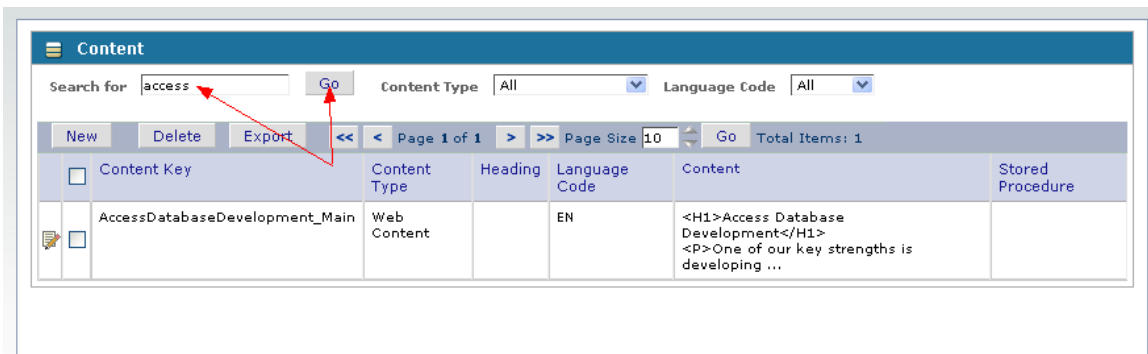 Content
Search for access Go Content Type All Language Code All
New Delete Export << < Page 1 of 1 > >> Page Size 10 Go Total Items: 1
Content Key Content Type Heading Language Code Content Stored Procedure
AccessDatabaseDevelopment_Main Web Content EN <H1>Access Database
Development</H1>
<P>One of our key strengths is
developing ...